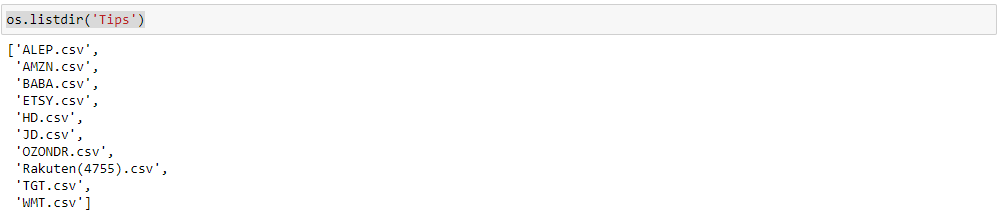 os.listdir('Tips')
['ALEP.csv',
 'AMZN.csv',
 'BABA.csv',
 'ETSY.csv',
 'HD.csv',
 'JD.csv',
 'OZONDR.csv',
 'Rakuten(4755).csv',
 'TGT.csv',
 'WMT.csv']